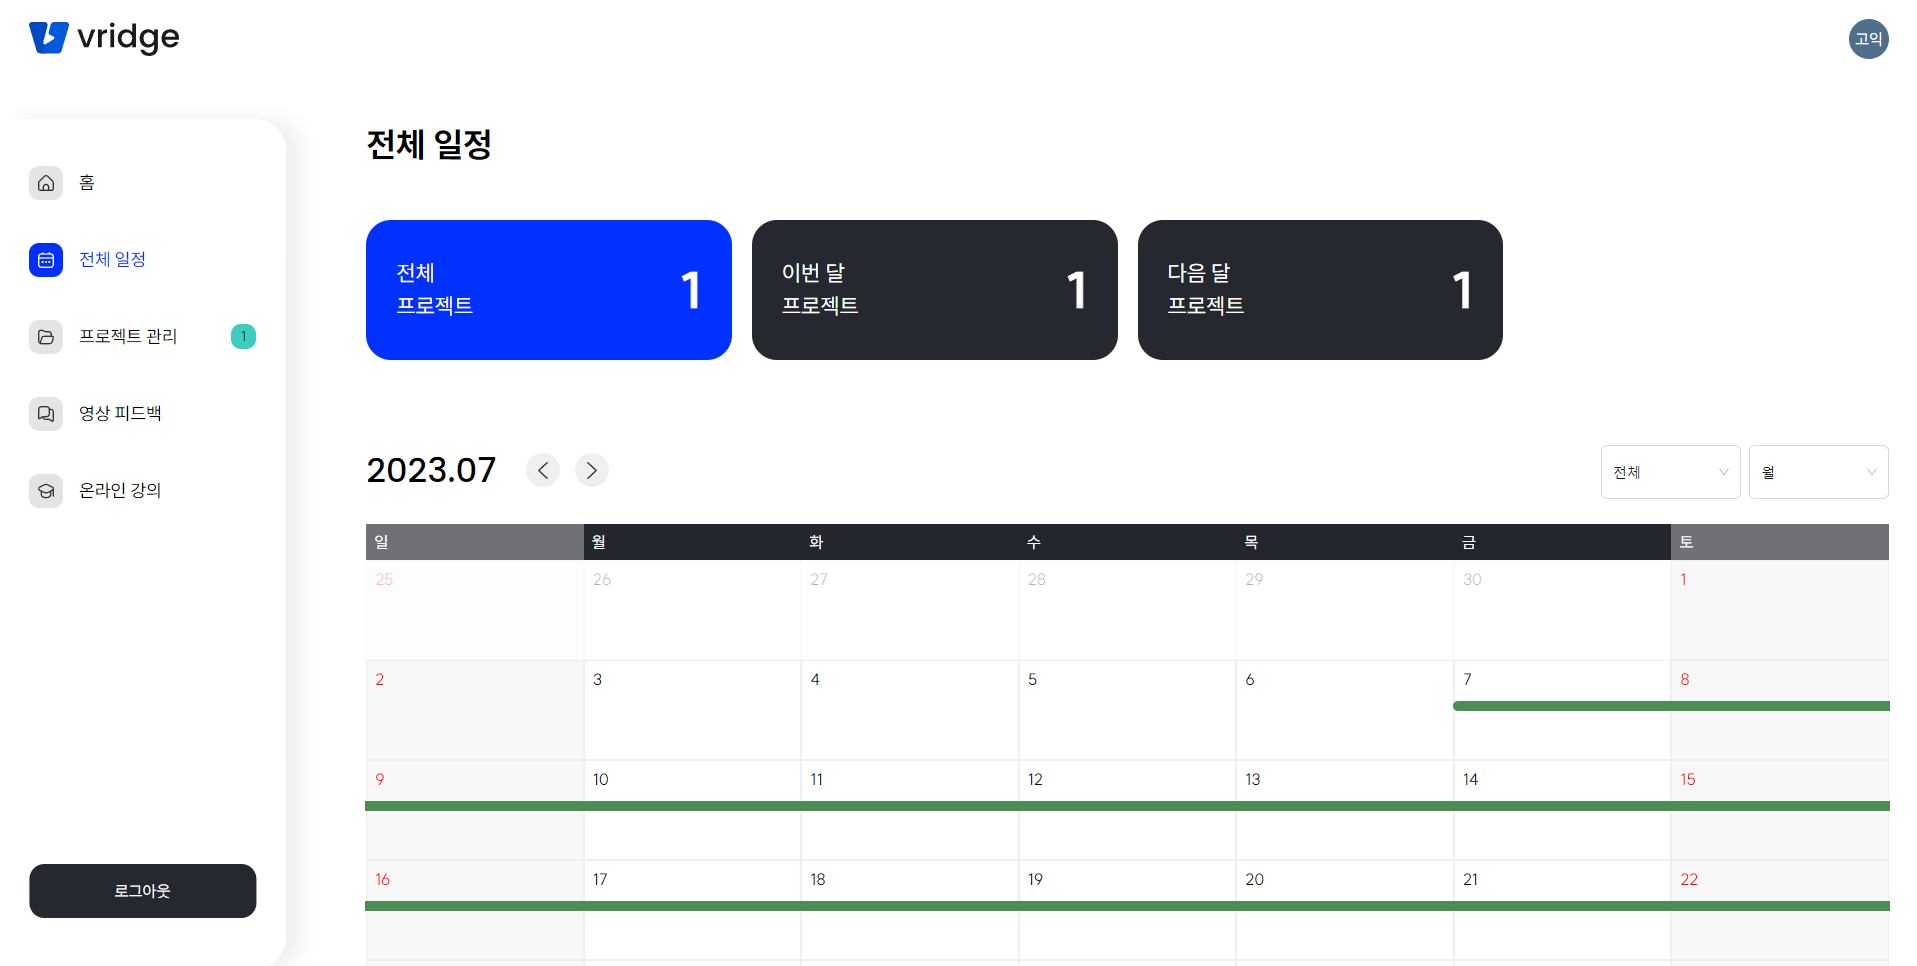 vridge
고익
홈
전체 일정
프로젝트 관리
1
영상 피드백
온라인 강의
로그아웃
전체 일정
전체
프로젝트
1
이번 달
프로젝트
1
다음 달
프로젝트
1
2023.07
전체
월
일 월 화 수 목 금 토
25 26 27 28 29 30 1
2 3 4 5 6 7 8
9 10 11 12 13 14 15
16 17 18 19 20 21 22